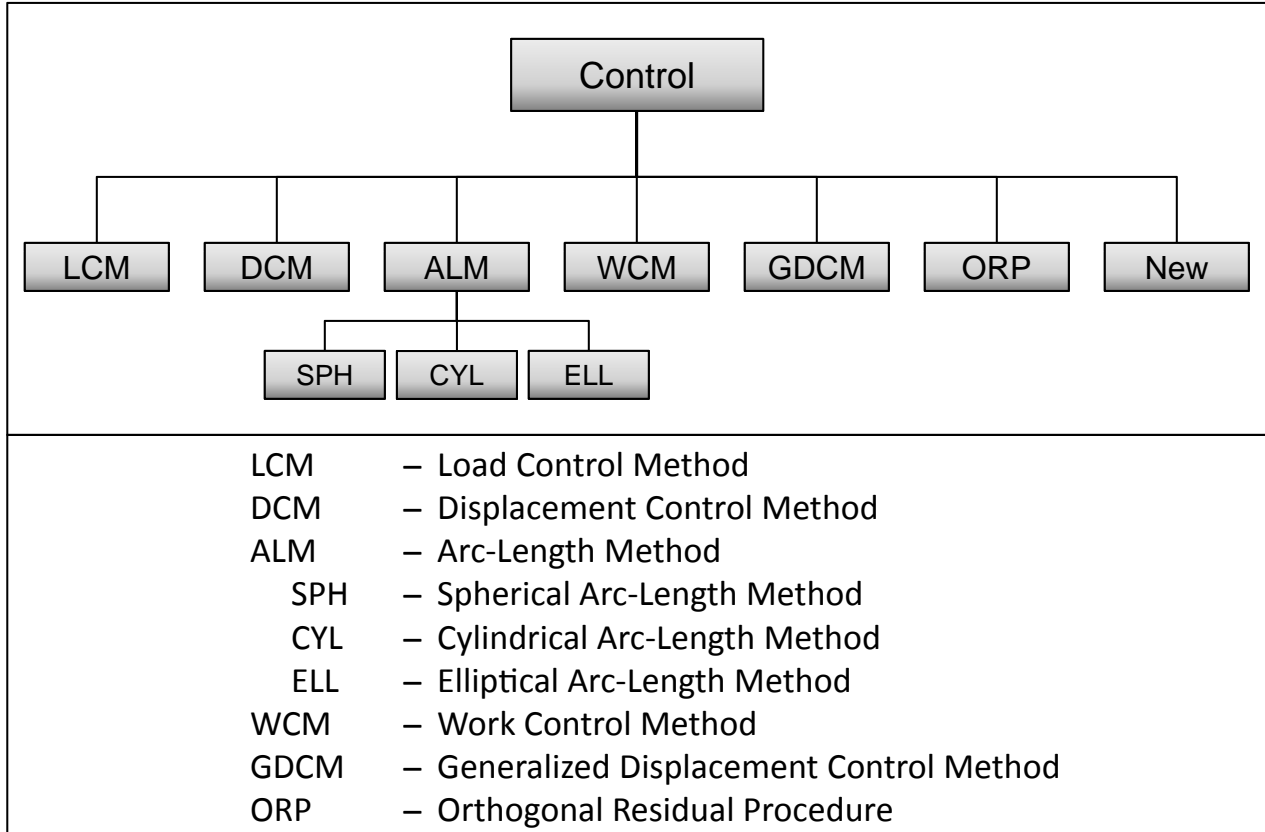 Control
LCM DCM ALM WCM GDCM ORP New
SPH CYL ELL
LCM – Load Control Method
DCM – Displacement Control Method
ALM – Arc-Length Method
SPH – Spherical Arc-Length Method
CYL – Cylindrical Arc-Length Method
ELL – Elliptical Arc-Length Method
WCM – Work Control Method
GDCM – Generalized Displacement Control Method
ORP – Orthogonal Residual Procedure